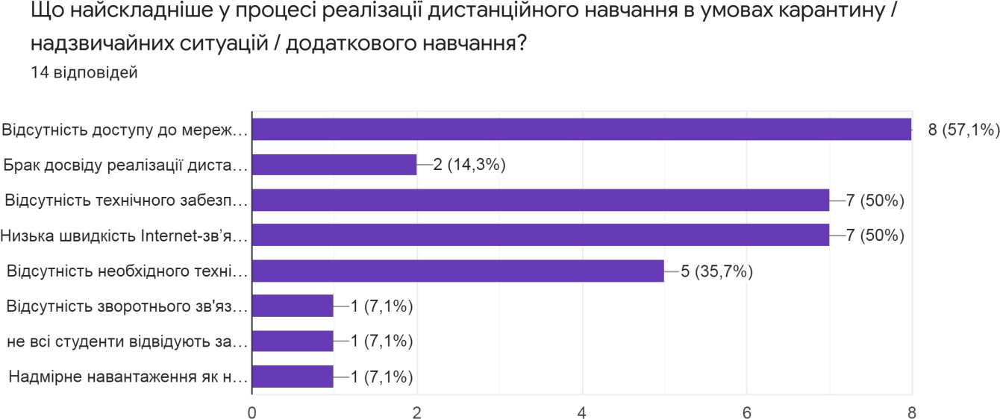 Що найскладніше у процесі реалізації дистанційного навчання в умовах карантину /
надзвичайних ситуацій / додаткового навчання?
14 відповідей
Відсутність доступу до мереж… 8 (57,1%)
Брак досвіду реалізації диста… 2 (14,3%)
Відсутність технічного забезп… 7 (50%)
Низька швидкість Internet-зв’я… 7 (50%)
Відсутність необхідного техні… 5 (35,7%)
Відсутність зворотнього зв'яз… 1 (7,1%)
не всі студенти відвідують за… 1 (7,1%)
Надмірне навантаження як н… 1 (7,1%)
0 2 4 6 8